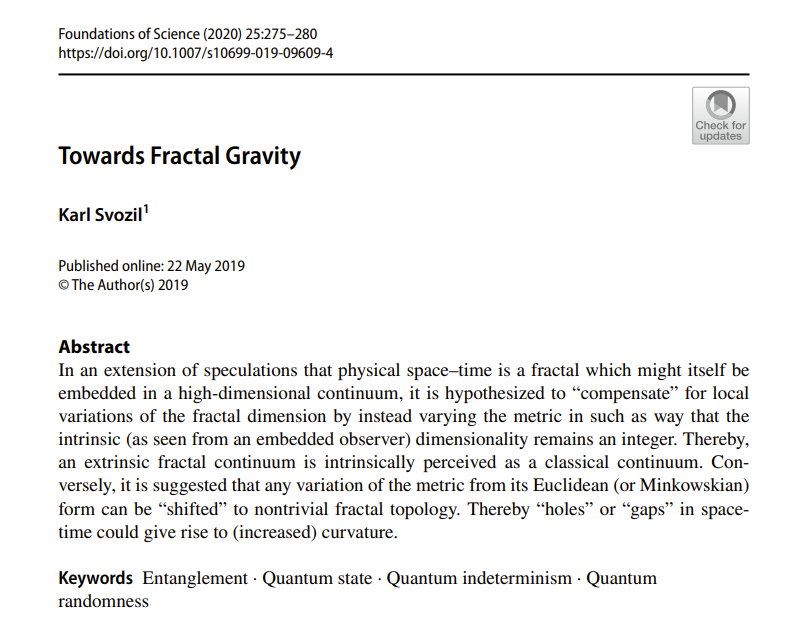 Foundations of Science (2020) 25:275–280
https://doi.org/10.1007/s10699-019-09609-4
Check for
updates
Towards Fractal Gravity
Karl Svozil1
Published online: 22 May 2019
© The Author(s) 2019
Abstract
In an extension of speculations that physical space–time is a fractal which might itself be
embedded in a high-dimensional continuum, it is hypothesized to “compensate” for local
variations of the fractal dimension by instead varying the metric in such as way that the
intrinsic (as seen from an embedded observer) dimensionality remains an integer. Thereby,
an extrinsic fractal continuum is intrinsically perceived as a classical continuum. Con-
versely, it is suggested that any variation of the metric from its Euclidean (or Minkowskian)
form can be “shifted” to nontrivial fractal topology. Thereby “holes” or “gaps” in space-
time could give rise to (increased) curvature.
Keywords Entanglement · Quantum state · Quantum indeterminism · Quantum
randomness